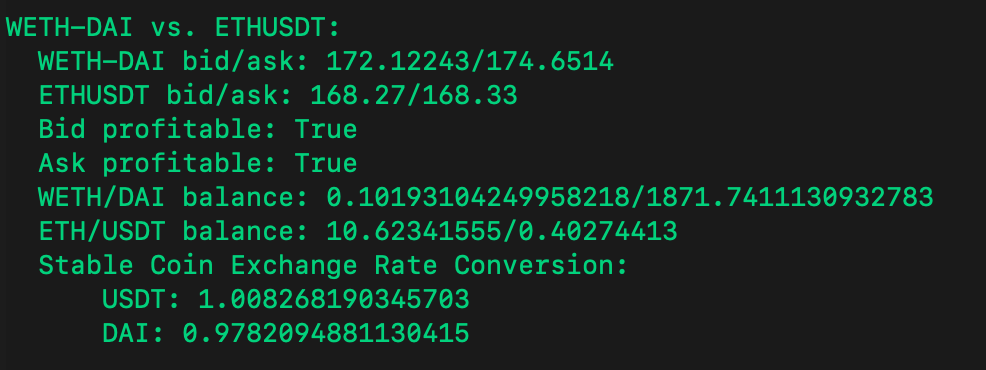 WETH-DAI vs. ETHUSDT:
WETH-DAI bid/ask: 172.12243/174.6514
ETHUSDT bid/ask: 168.27/168.33
Bid profitable: True
Ask profitable: True
WETH/DAI balance: 0.10193104249958218/1871.7411130932783
ETH/USDT balance: 10.62341555/0.40274413
Stable Coin Exchange Rate Conversion:
USDT: 1.008268190345703
DAI: 0.9782094881130415